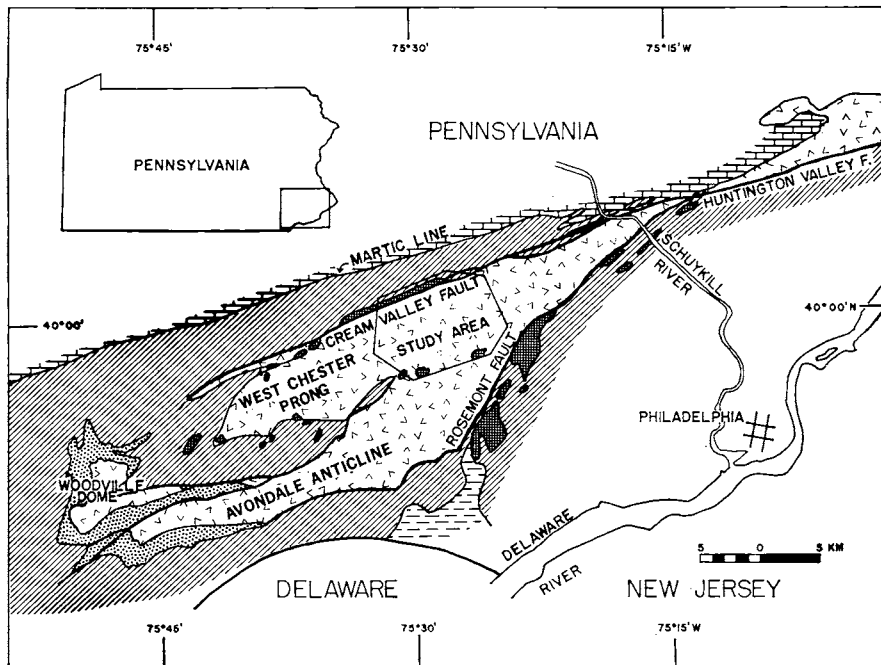 75°45'
75°30'
75°15'W
PENNSYLVANIA
PENNSYLVANIA
HUNTINGTON VALLEY F.
MARTIC LINE
SCHUYKILL
RIVER
40°00'
40°00'N
CREAM VALLEY FAULT
STUDY AREA
WEST CHESTER
PRONG
ROSEMONT FAULT
PHILADELPHIA
WOODVILLE
DOME
AVONDALE ANTICLINE
DELAWARE
RIVER
5 0 5 KM
DELAWARE
NEW JERSEY
75°45'
75°30'
75°15'W